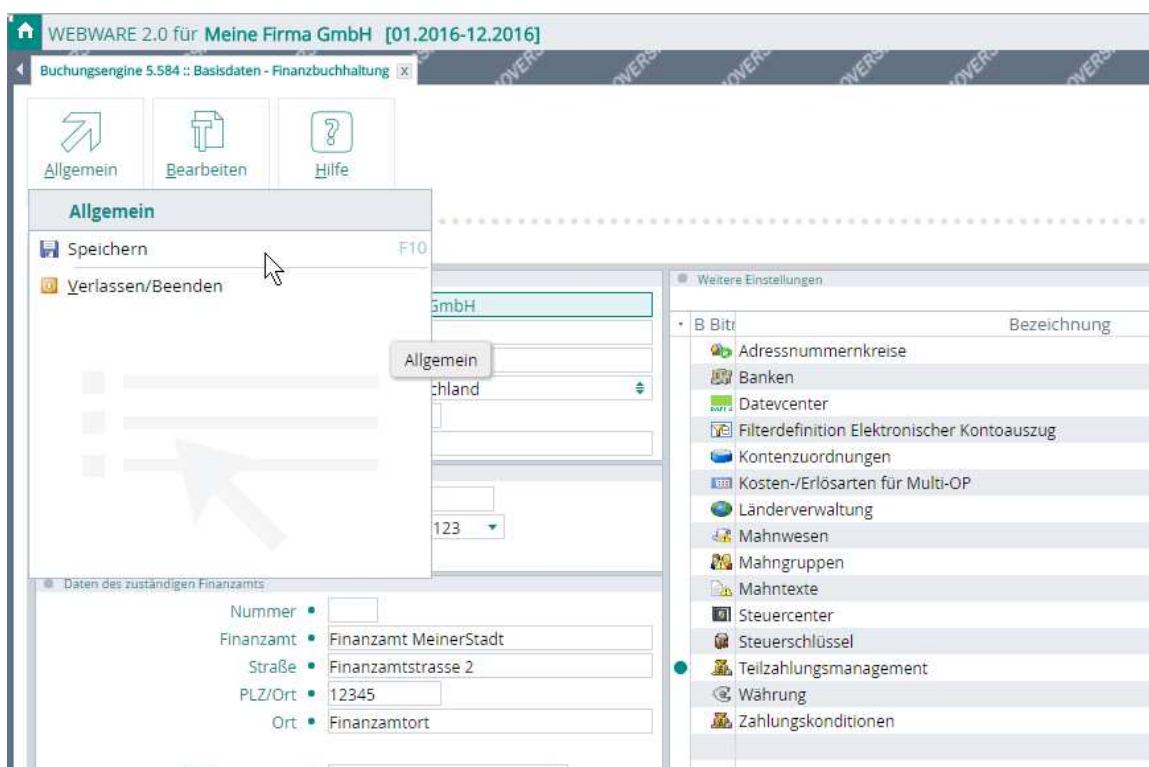 WEBWARE 2.0 für Meine Firma GmbH [01.2016-12.2016]
Buchungsengine 5.584 :: Basisdaten - Finanzbuchhaltung x
Allgemein Bearbeiten Hilfe
Allgemein
Speichern F10
Verlassen/Beenden
GmbH
Allgemein
chland
123
Weitere Einstellungen
B Bitr Bezeichnung
Adressnummernkreise
Banken
Datevcenter
Filterdefinition Elektronischer Kontoauszug
Kontenzuordnungen
Kosten-/Erlösarten für Multi-OP
Länderverwaltung
Mahnwesen
Mahngruppen
Mahntexte
Steuercenter
Steuerschlüssel
Teilzahlungsmanagement
Währung
Zahlungskonditionen
Daten des zuständigen Finanzamts
Nummer
Finanzamt Finanzamt MeinerStadt
Straße Finanzamtstrasse 2
PLZ/Ort 12345
Ort Finanzamtort